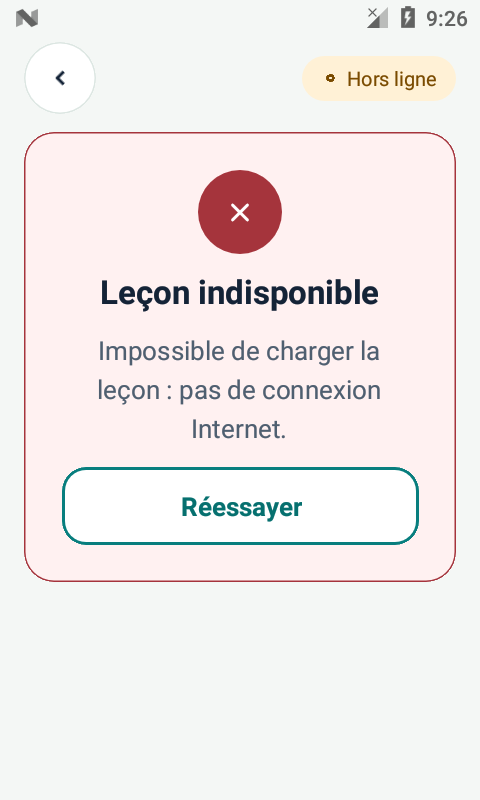 9:26
Hors ligne
Leçon indisponible
Impossible de charger la
leçon : pas de connexion
Internet.
Réessayer